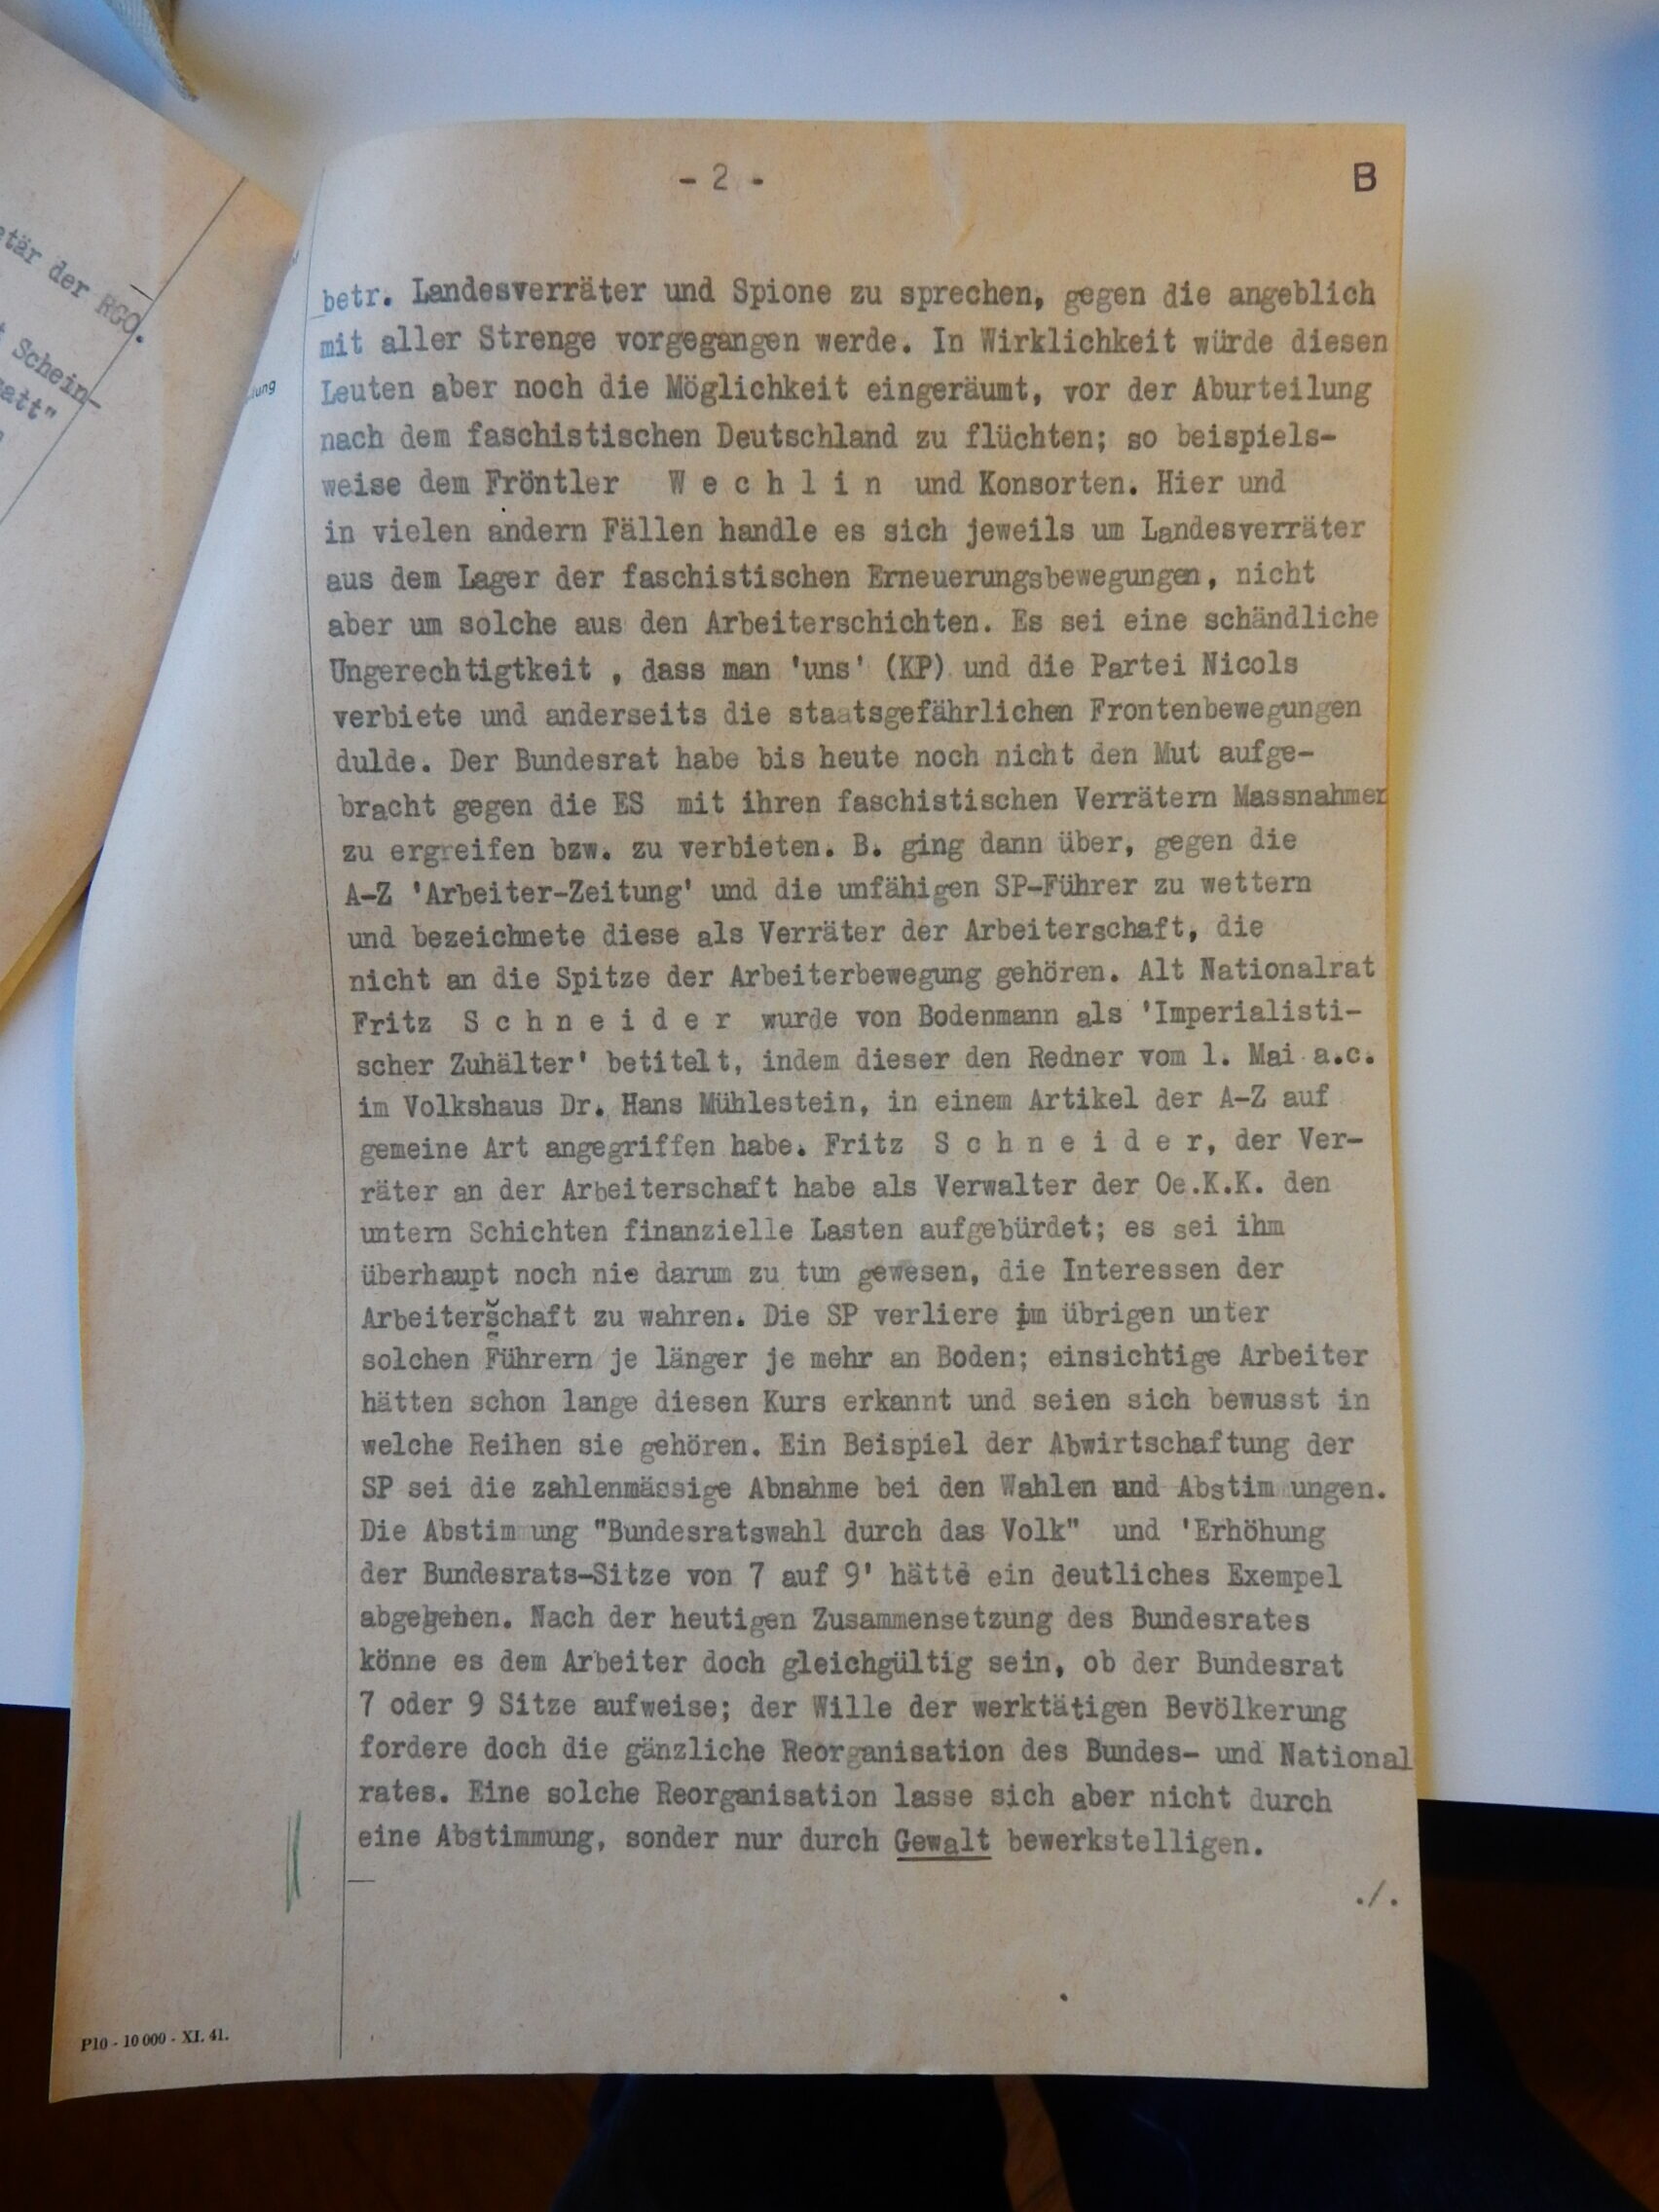 - 2 -
B
betr. Landesverräter und Spione zu sprechen, gegen die angeblich
mit aller Strenge vorgegangen werde. In Wirklichkeit würde diesen
Leuten aber noch die Möglichkeit eingeräumt, vor der Aburteilung
nach dem faschistischen Deutschland zu flüchten; so beispiels-
weise dem Fröntler W e c h l i n und Konsorten. Hier und
in vielen andern Fällen handle es sich jeweils um Landesverräter
aus dem Lager der faschistischen Erneuerungsbewegungen, nicht
aber um solche aus den Arbeiterschichten. Es sei eine schändliche
Ungerechtigtkeit , dass man 'uns' (KP) und die Partei Nicols
verbiete und anderseits die staatsgefährlichen Frontenbewegungen
dulde. Der Bundesrat habe bis heute noch nicht den Mut aufge-
bracht gegen die ES mit ihren faschistischen Verrätern Massnahmen
zu ergreifen bzw. zu verbieten. B. ging dann über, gegen die
A-Z 'Arbeiter-Zeitung' und die unfähigen SP-Führer zu wettern
und bezeichnete diese als Verräter der Arbeiterschaft, die
nicht an die Spitze der Arbeiterbewegung gehören. Alt Nationalrat
Fritz S c h n e i d e r wurde von Bodenmann als 'Imperialisti-
scher Zuhälter' betitelt, indem dieser den Redner vom 1. Mai a.c.
im Volkshaus Dr. Hans Mühlestein, in einem Artikel der A-Z auf
gemeine Art angegriffen habe. Fritz S c h n e i d e r, der Ver-
räter an der Arbeiterschaft habe als Verwalter der Oe.K.K. den
untern Schichten finanzielle Lasten aufgebürdet; es sei ihm
überhaupt noch nie darum zu tun gewesen, die Interessen der
Arbeiterschaft zu wahren. Die SP verliere im übrigen unter
solchen Führern je länger je mehr an Boden; einsichtige Arbeiter
hätten schon lange diesen Kurs erkannt und seien sich bewusst in
welche Reihen sie gehören. Ein Beispiel der Abwirtschaftung der
SP sei die zahlenmässige Abnahme bei den Wahlen und Abstimmungen.
Die Abstimmung "Bundesratswahl durch das Volk" und 'Erhöhung
der Bundesrats-Sitze von 7 auf 9' hätte ein deutliches Exempel
abgegeben. Nach der heutigen Zusammensetzung des Bundesrates
könne es dem Arbeiter doch gleichgültig sein, ob der Bundesrat
7 oder 9 Sitze aufweise; der Wille der werktätigen Bevölkerung
fordere doch die gänzliche Reorganisation des Bundes- und National
rates. Eine solche Reorganisation lasse sich aber nicht durch
eine Abstimmung, sonder nur durch Gewalt bewerkstelligen.
./.
P10 - 10 000 - XI. 41.
der RGO.
Schein-